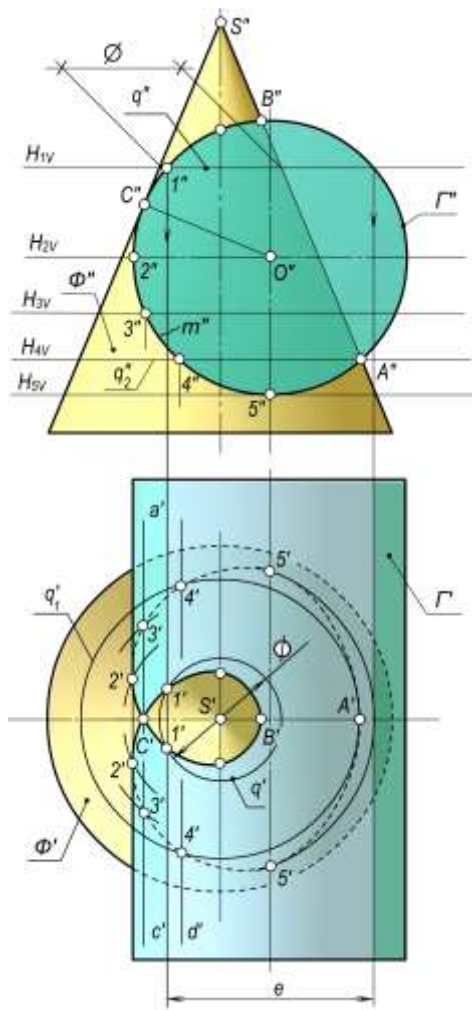 S"
Ø
B"
q"
H1V
1"
Г"
C"
H2V
2"
O"
Ф"
H3V
3"
m"
H4V
q"2
4"
A"
H5V
5"
a'
5'
4'
q'1
Г'
3'
Ф
2'
1'
S'
C'
B'
A'
1'
2'
q'
3'
Ф'
4'
5'
c'
d"
e